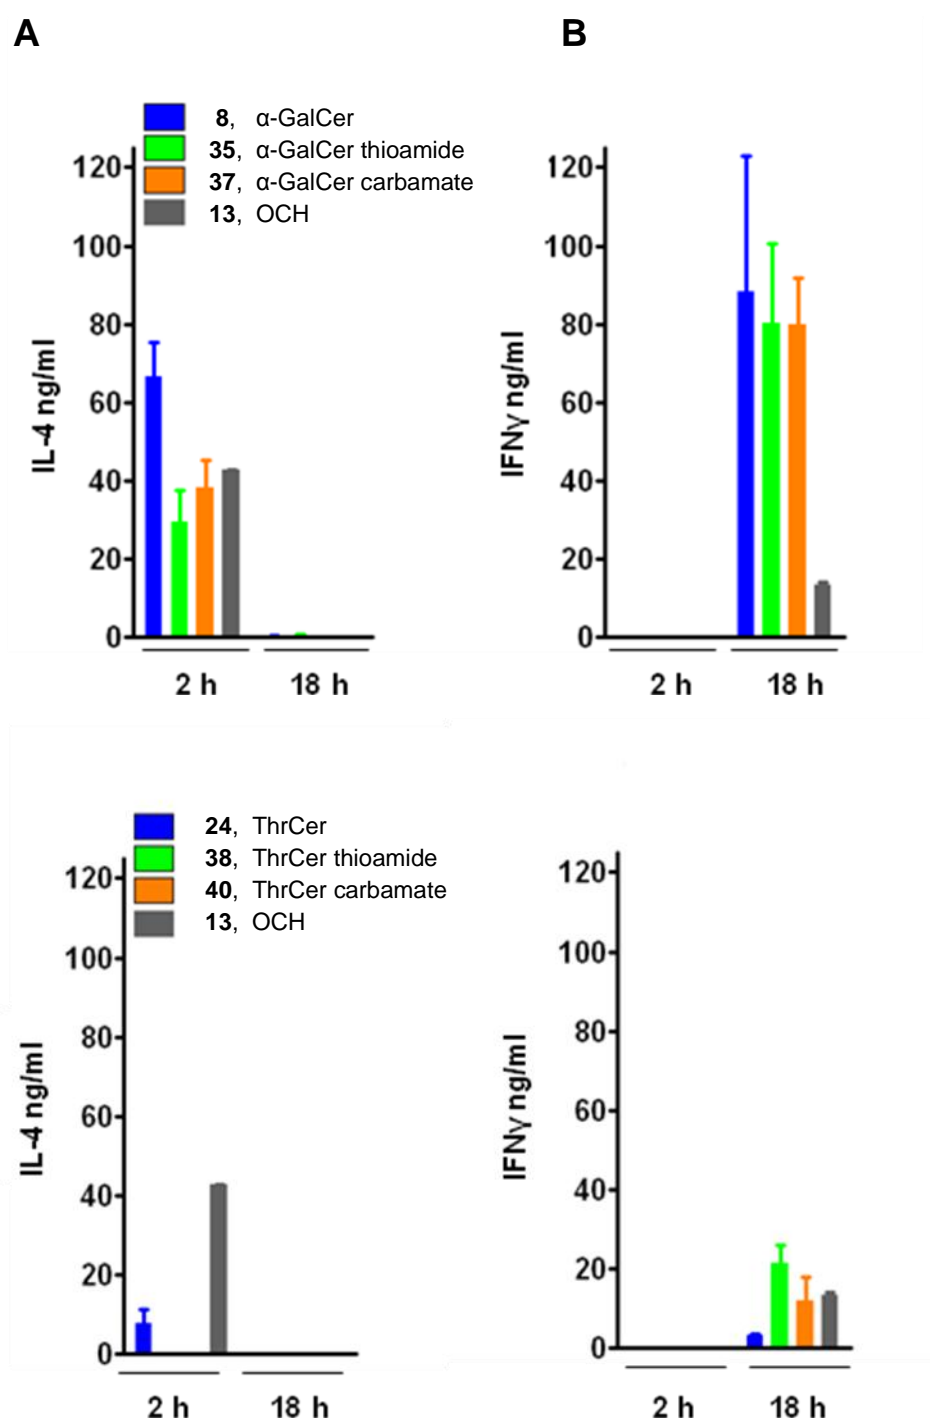 A
B
8, α-GalCer
35, α-GalCer thioamide
37, α-GalCer carbamate
13, OCH
IL-4 ng/ml
120
100
80
60
40
20
0
2 h
18 h
IFNγ ng/ml
120
100
80
60
40
20
0
2 h
18 h
24, ThrCer
38, ThrCer thioamide
40, ThrCer carbamate
13, OCH
IL-4 ng/ml
120
100
80
60
40
20
0
2 h
18 h
IFNγ ng/ml
120
100
80
60
40
20
0
2 h
18 h